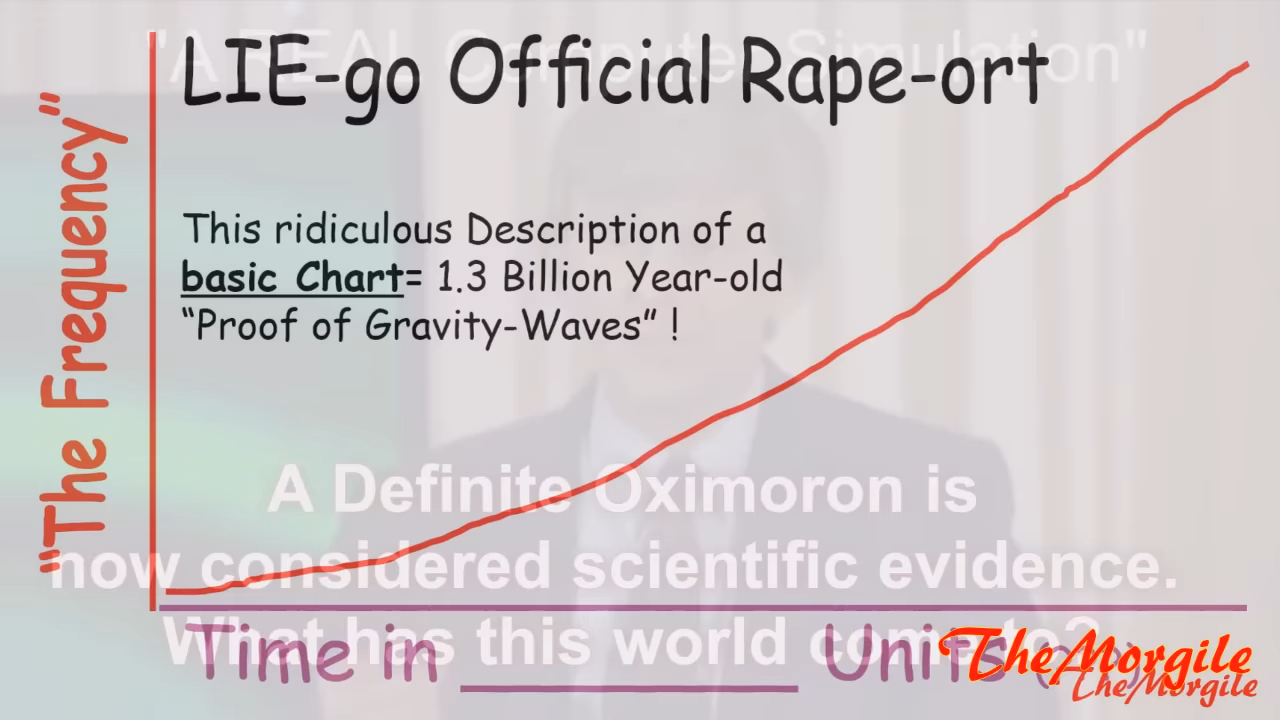 "A REAL Computer Simulation"
LIE-go Official Rape-ort
"The Frequency"
This ridiculous Description of a
basic Chart= 1.3 Billion Year-old
“Proof of Gravity-Waves” !
A Definite Oximoron is
now considered scientific evidence.
What has this world come to?
Time in ________ Units
TheMorgile
TheMorgile